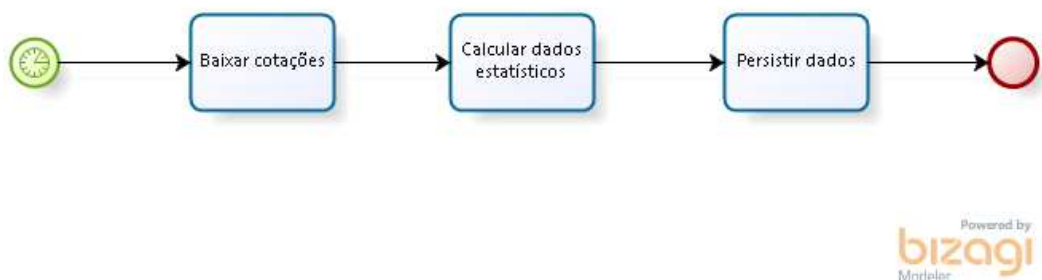 Baixar cotações
Calcular dados
estatísticos
Persistir dados
Powered by
bizagi
Modeler